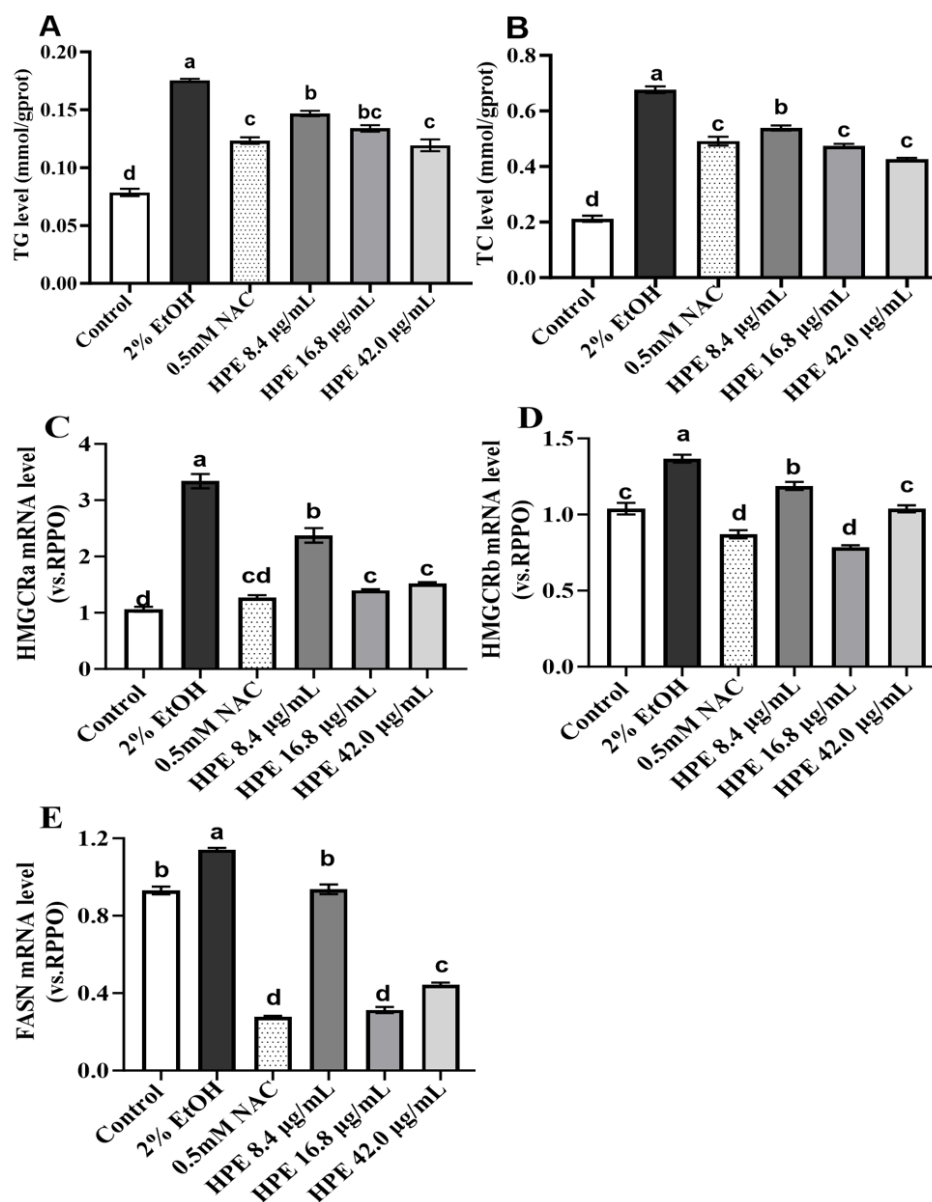 A
TG level (mmol/gprot)
0.20
0.15
0.10
0.05
0.00
d
a
c
b
bc
c
Control
2% EtOH
0.5mM NAC
HPE 8.4 μg/mL
HPE 16.8 μg/mL
HPE 42.0 μg/mL
B
TC level (mmol/gprot)
0.8
0.6
0.4
0.2
0.0
d
a
c
b
c
c
Control
2% EtOH
0.5mM NAC
HPE 8.4 μg/mL
HPE 16.8 μg/mL
HPE 42.0 μg/mL
C
HMGCRa mRNA level
(vs.RPPO)
4
3
2
1
0
d
a
cd
b
c
c
Control
2% EtOH
0.5mM NAC
HPE 8.4 μg/mL
HPE 16.8 μg/mL
HPE 42.0 μg/mL
D
HMGCRb mRNA level
(vs.RPPO)
1.5
1.0
0.5
0.0
c
a
d
b
d
c
Control
2% EtOH
0.5mM NAC
HPE 8.4 μg/mL
HPE 16.8 μg/mL
HPE 42.0 μg/mL
E
FASN mRNA level
(vs.RPPO)
1.2
0.8
0.4
0.0
b
a
d
b
d
c
Control
2% EtOH
0.5mM NAC
HPE 8.4 μg/mL
HPE 16.8 μg/mL
HPE 42.0 μg/mL